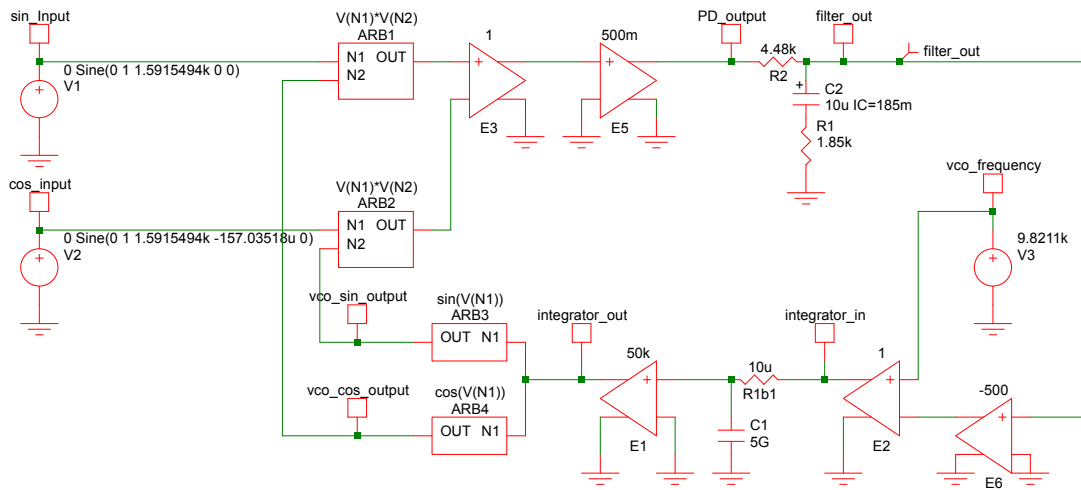 sin_Input
V(N1)*V(N2)
ARB1
N1 OUT
N2
0 Sine(0 1 1.5915494k 0 0)
V1
1
+
E3
500m
+
E5
PD_output
4.48k
R2
filter_out
filter_out
+
C2
10u IC=185m
R1
1.85k
cos_input
V(N1)*V(N2)
ARB2
N1 OUT
N2
0 Sine(0 1 1.5915494k -157.03518u 0)
V2
vco_frequency
9.8211k
V3
vco_sin_output
sin(V(N1))
ARB3
OUT N1
integrator_out
integrator_in
50k
+
E1
10u
R1b1
1
+
E2
-500
+
E6
vco_cos_output
cos(V(N1))
ARB4
OUT N1
C1
5G